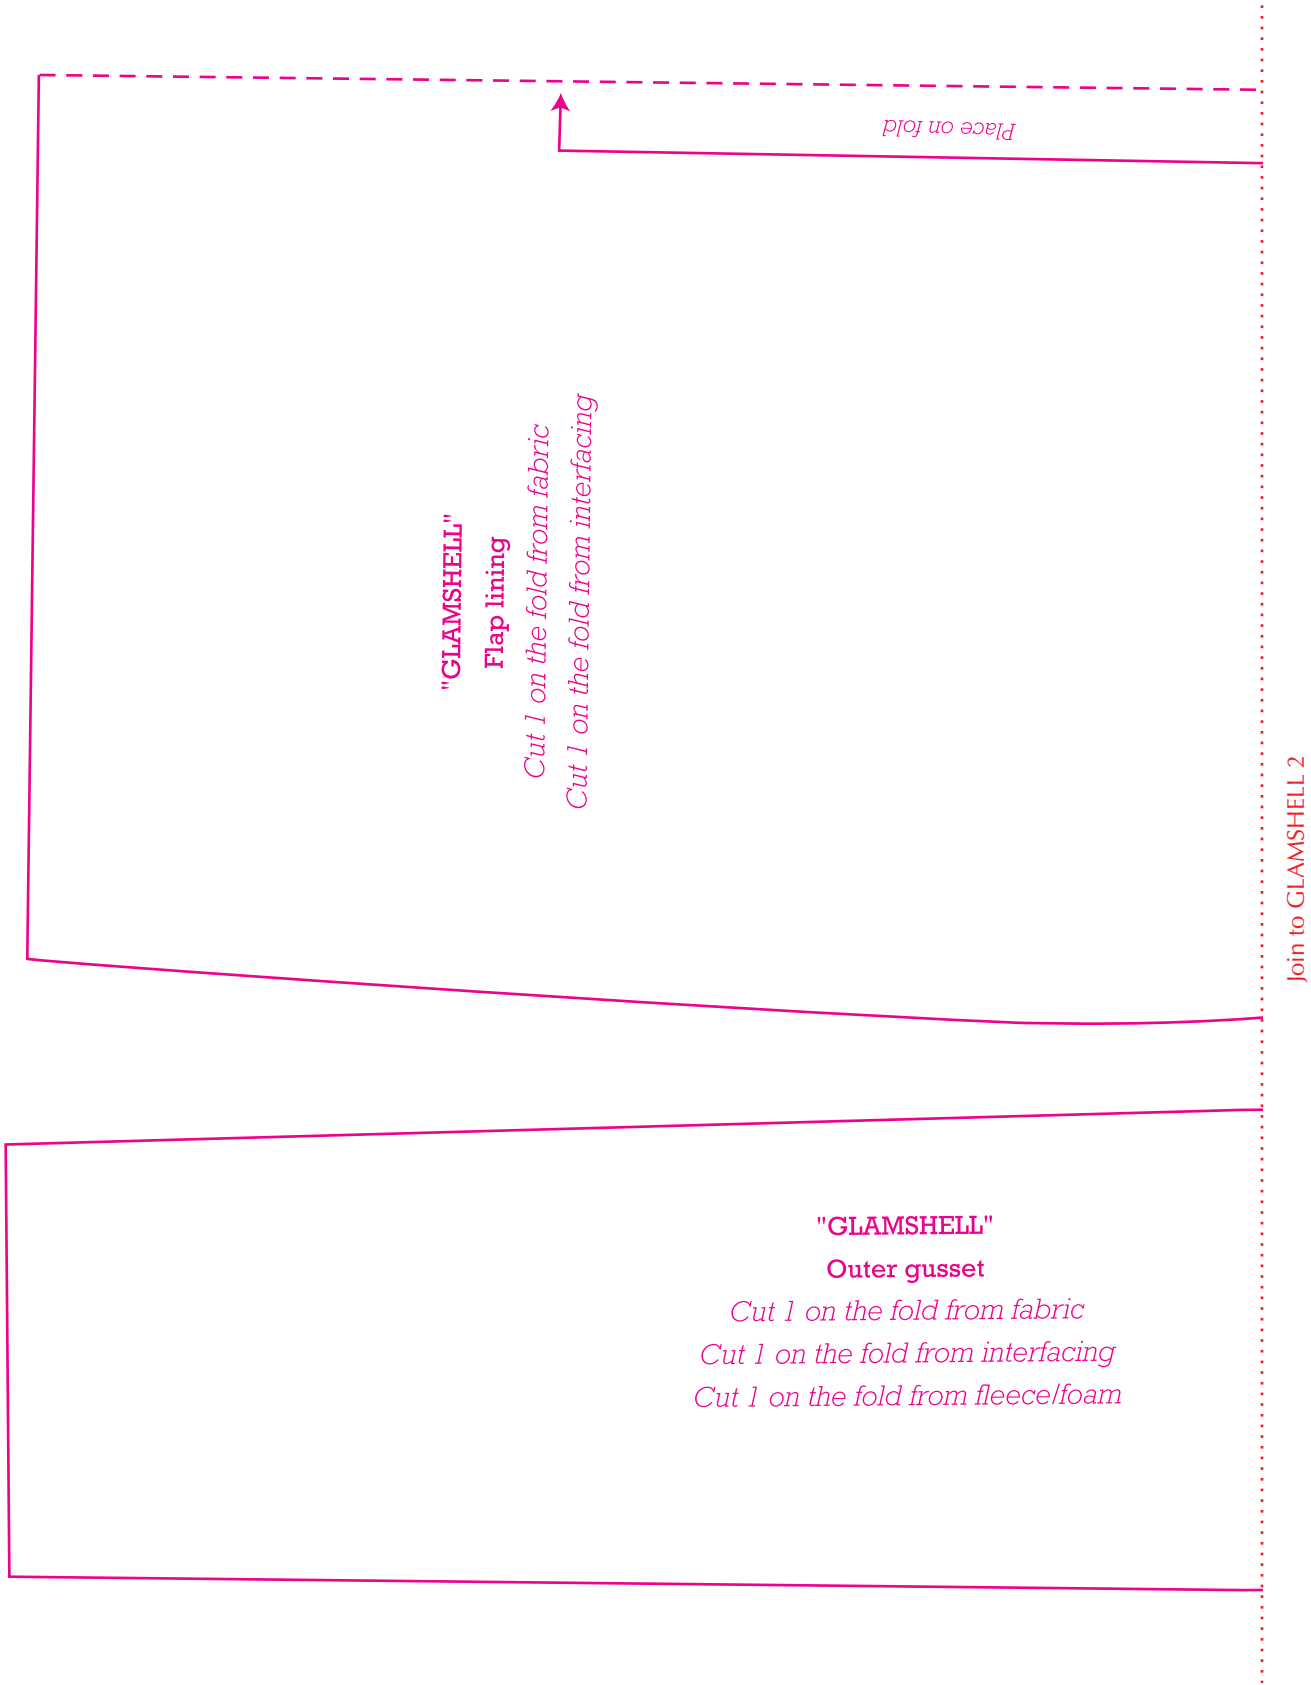 Place on fold
"GLAMSHELL"
Flap lining
Cut 1 on the fold from fabric
Cut 1 on the fold from interfacing
Join to GLAMSHELL 2
"GLAMSHELL"
Outer gusset
Cut 1 on the fold from fabric
Cut 1 on the fold from interfacing
Cut 1 on the fold from fleece/foam